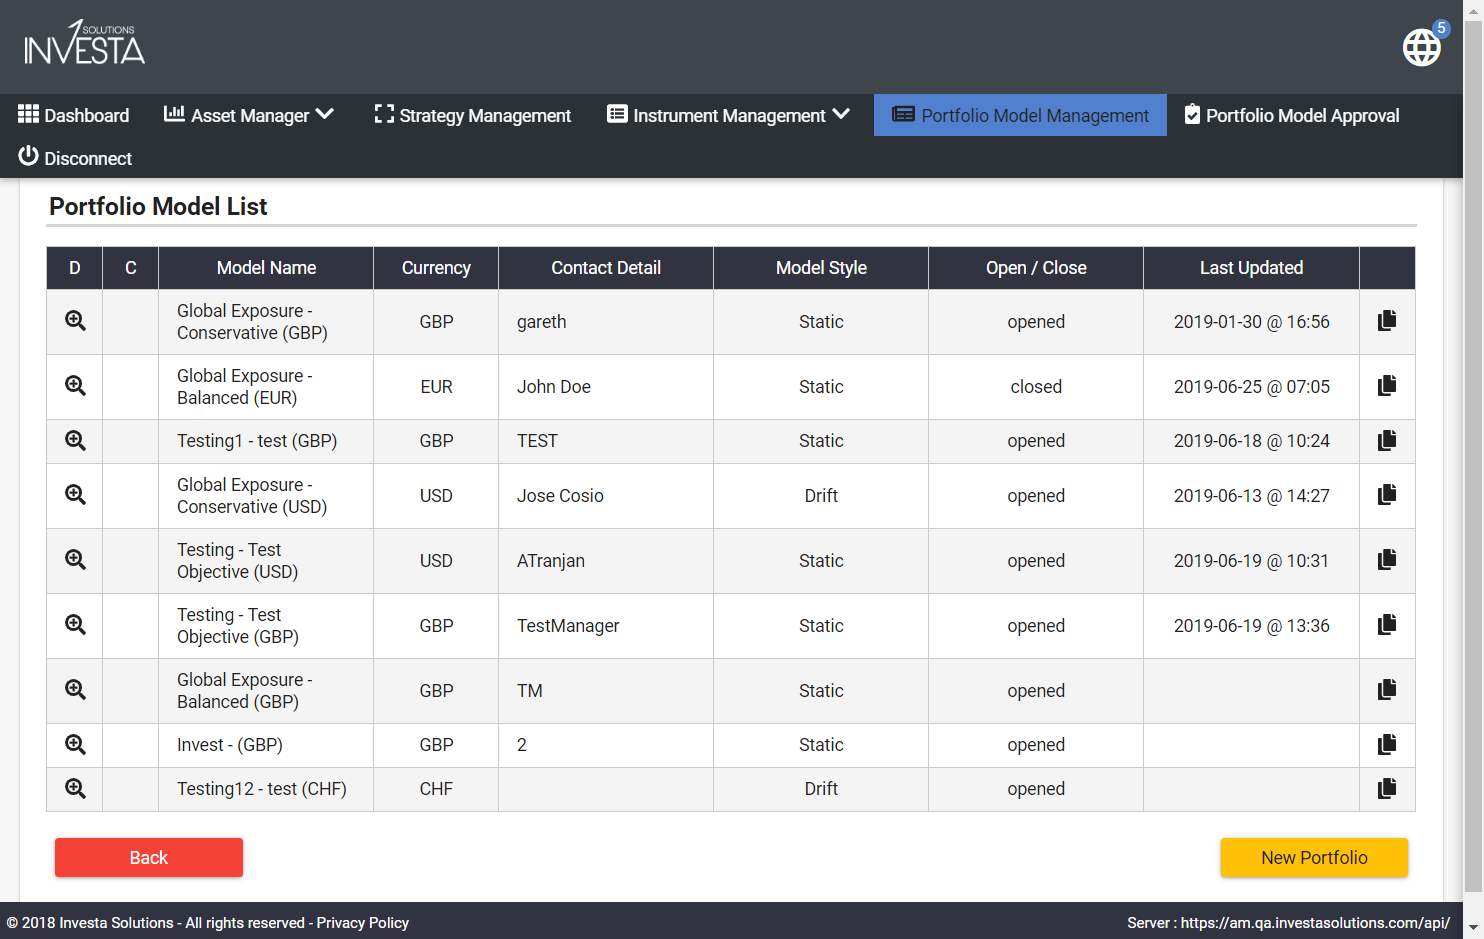 SOLUTIONS
INVESTA
5
Dashboard
Asset Manager
Strategy Management
Instrument Management
Portfolio Model Management
Portfolio Model Approval
Disconnect
Portfolio Model List
D C Model Name Currency Contact Detail Model Style Open / Close Last Updated
Global Exposure -
Conservative (GBP) GBP gareth Static opened 2019-01-30 @ 16:56
Global Exposure -
Balanced (EUR) EUR John Doe Static closed 2019-06-25 @ 07:05
Testing1 - test (GBP) GBP TEST Static opened 2019-06-18 @ 10:24
Global Exposure -
Conservative (USD) USD Jose Cosio Drift opened 2019-06-13 @ 14:27
Testing - Test
Objective (USD) USD ATranjan Static opened 2019-06-19 @ 10:31
Testing - Test
Objective (GBP) GBP TestManager Static opened 2019-06-19 @ 13:36
Global Exposure -
Balanced (GBP) GBP TM Static opened
Invest - (GBP) GBP 2 Static opened
Testing12 - test (CHF) CHF Drift opened
Back
New Portfolio
© 2018 Investa Solutions - All rights reserved - Privacy Policy
Server : https://am.qa.investasolutions.com/api/